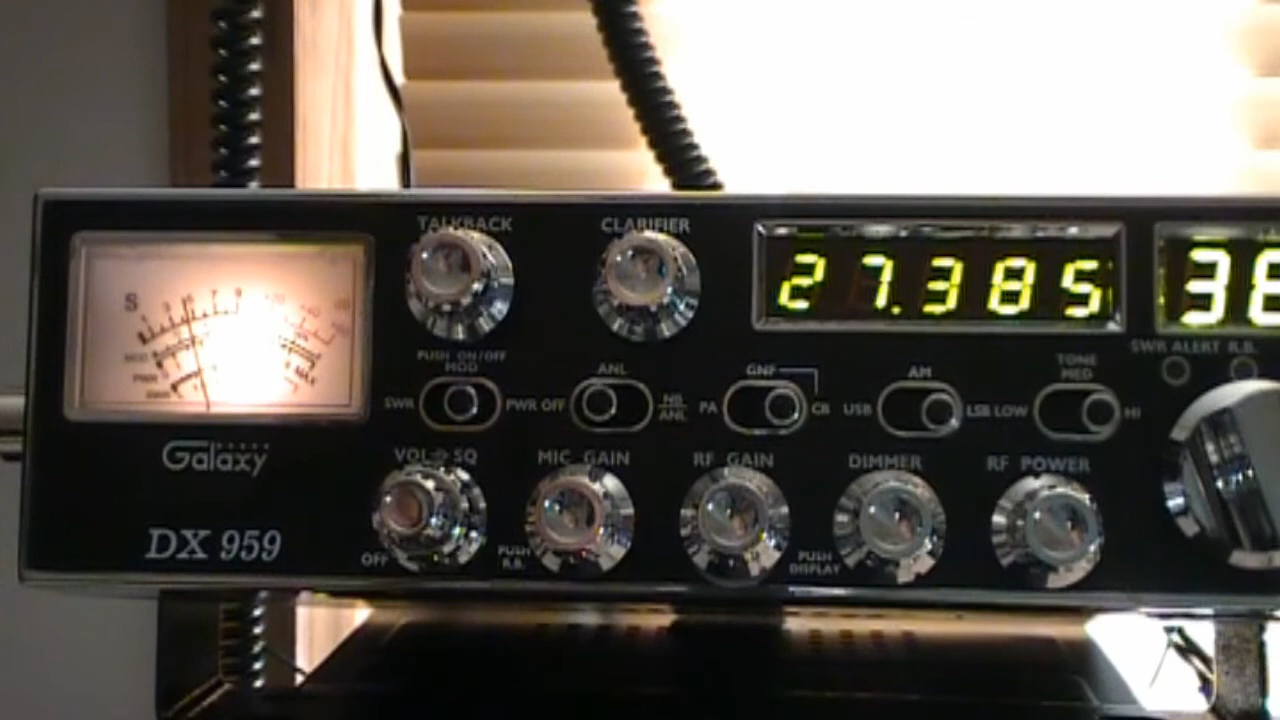 TALKBACK CLARIFIER
27.385 38
S
PUSH ON/OFF
MOD ANL GNF AM TONE MED SWR ALERT R.B.
SWR PWR OFF NB ANL PA CB USB LSB LOW HI
Galaxy
VOL SQ MIC GAIN RF GAIN DIMMER RF POWER
DX 959
OFF PUSH R.B. PUSH DISPLAY